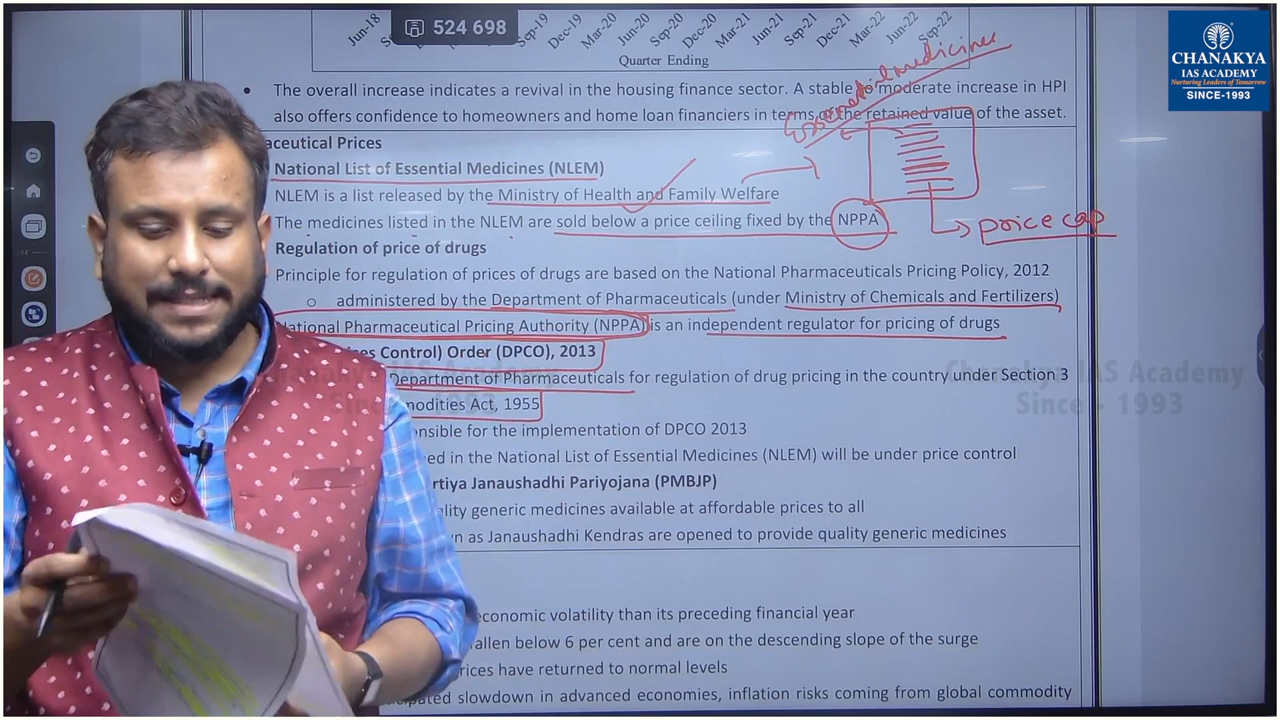 524 698
Jun-18 Sep-19 Dec-19 Mar-20 Jun-20 Sep-20 Dec-20 Mar-21 Jun-21 Sep-21 Dec-21 Mar-22 Jun-22 Sep-22
Quarter Ending
CHANAKYA
IAS ACADEMY
Nurturing Leaders of Tomorrow
SINCE-1993
• The overall increase indicates revival in the housing finance sector. A stable to moderate increase in HPI
also offers confidence to homeowners and home loan financiers in terms of the retained value of the asset.
Essential medicines
aceutical Prices
National List of Essential Medicines (NLEM)
NLEM is a list released by the Ministry of Health and Family Welfare
The medicines listed in the NLEM are sold below a price ceiling fixed by the NPPA
price cap
Regulation of price of drugs
Principle for regulation of prices of drugs are based on the National Pharmaceuticals Pricing Policy, 2012
o administered by the Department of Pharmaceuticals (under Ministry of Chemicals and Fertilizers)
National Pharmaceutical Pricing Authority (NPPA) is an independent regulator for pricing of drugs
Control) Order (DPCO), 2013
Department of Pharmaceuticals for regulation of drug pricing in the country under Section 3
modities Act, 1955
onsible for the implementation of DPCO 2013
ed in the National List of Essential Medicines (NLEM) will be under price control
rtiya Janaushadhi Pariyojana (PMBJP)
lity generic medicines available at affordable prices to all
n as Janaushadhi Kendras are opened to provide quality generic medicines
economic volatility than its preceding financial year
allen below 6 per cent and are on the descending slope of the surge
rices have returned to normal levels
ipated slowdown in advanced economies, inflation risks coming from global commodity
Chanakya IAS Academy
Since - 1993
Chanakya IAS Academy
Since - 1993